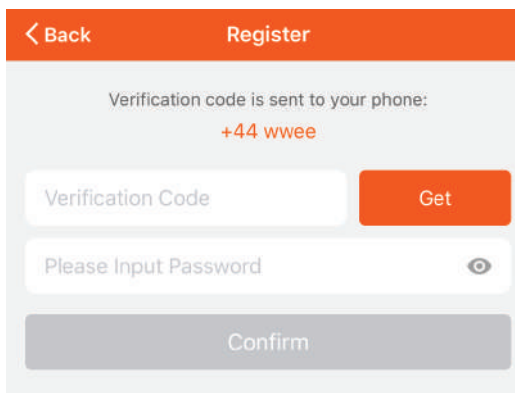 Back Register
Verification code is sent to your phone:
+44 wwee
Verification Code Get
Please Input Password
Confirm